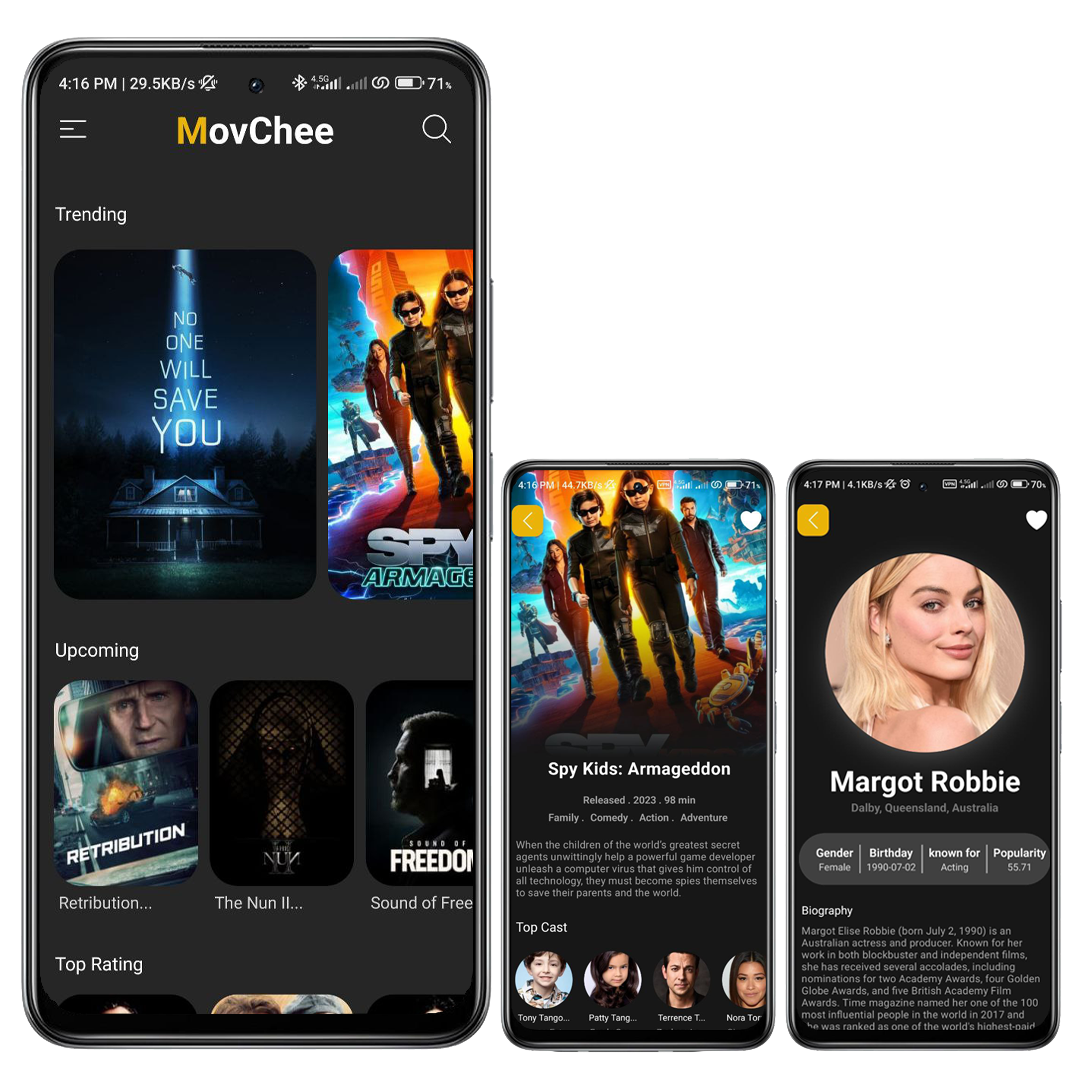 4:16 PM | 29.5KB/s
4.5G
71%
MovChee
Trending
NO
ONE
WILL
SAVE
YOU
SPY
ARMAGE
Upcoming
RETRIBUTION
THE
NUN
II
SOUND OF
FREEDOM
Retribution...
The Nun II...
Sound of Free
Top Rating
4:16 PM | 44.7KB/s
VPN
4.5G
71%
SPY
Spy Kids: Armageddon
Released . 2023 . 98 min
Family . Comedy . Action . Adventure
When the children of the world's greatest secret
agents unwittingly help a powerful game developer
unleash a computer virus that gives him control of
all technology, they must become spies themselves
to save their parents and the world.
Top Cast
Tony Tango...
Patty Tang...
Terrence T...
Nora Tor
4:17 PM | 4.1KB/s
VPN
4.5G
70%
Margot Robbie
Dalby, Queensland, Australia
Gender
Birthday
known for
Popularity
Female
1990-07-02
Acting
55.71
Biography
Margot Elise Robbie (born July 2, 1990) is an
Australian actress and producer. Known for her
work in both blockbuster and independent films,
she has received several accolades, including
nominations for two Academy Awards, four Golden
Globe Awards, and five British Academy Film
Awards. Time magazine named her one of the 100
most influential people in the world in 2017 and
she was ranked as one of the world's highest-paid